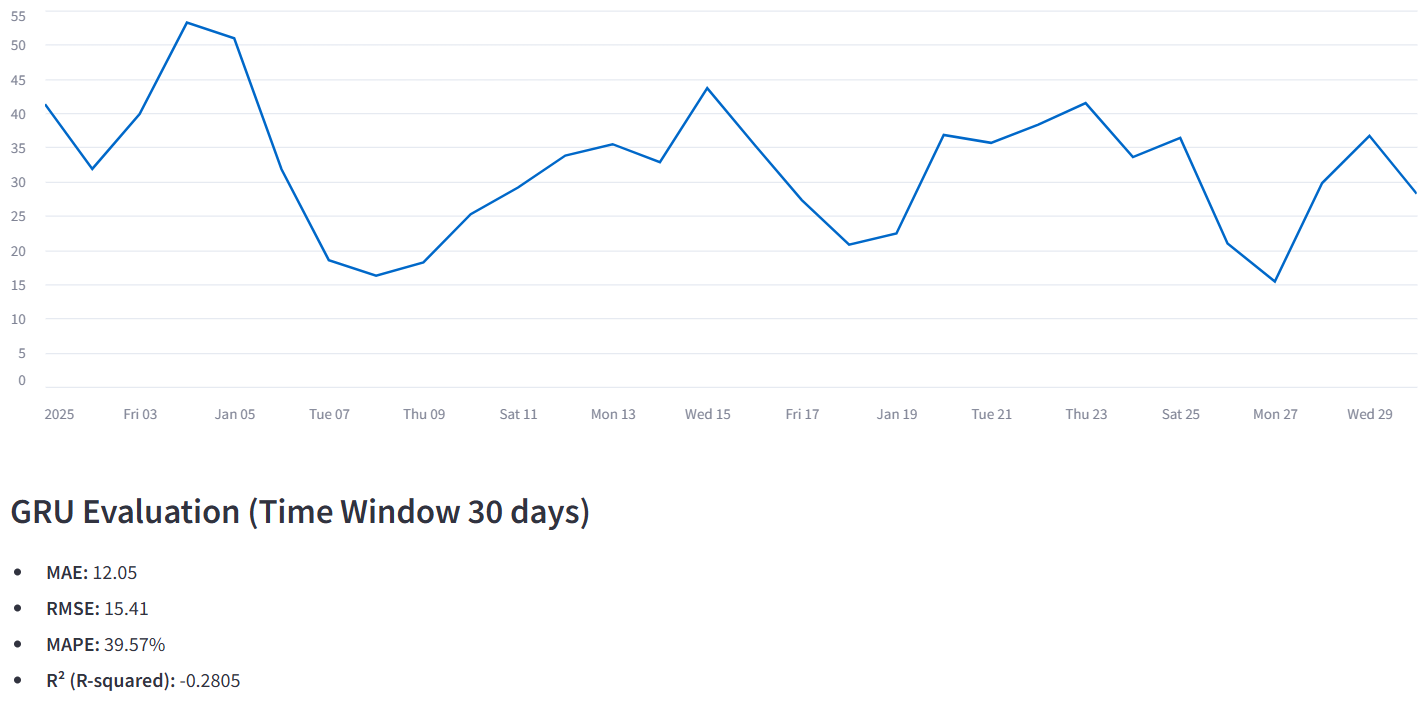 55
50
45
40
35
30
25
20
15
10
5
0
2025 Fri 03 Jan 05 Tue 07 Thu 09 Sat 11 Mon 13 Wed 15 Fri 17 Jan 19 Tue 21 Thu 23 Sat 25 Mon 27 Wed 29
GRU Evaluation (Time Window 30 days)
• MAE: 12.05
• RMSE: 15.41
• MAPE: 39.57%
• R² (R-squared): -0.2805